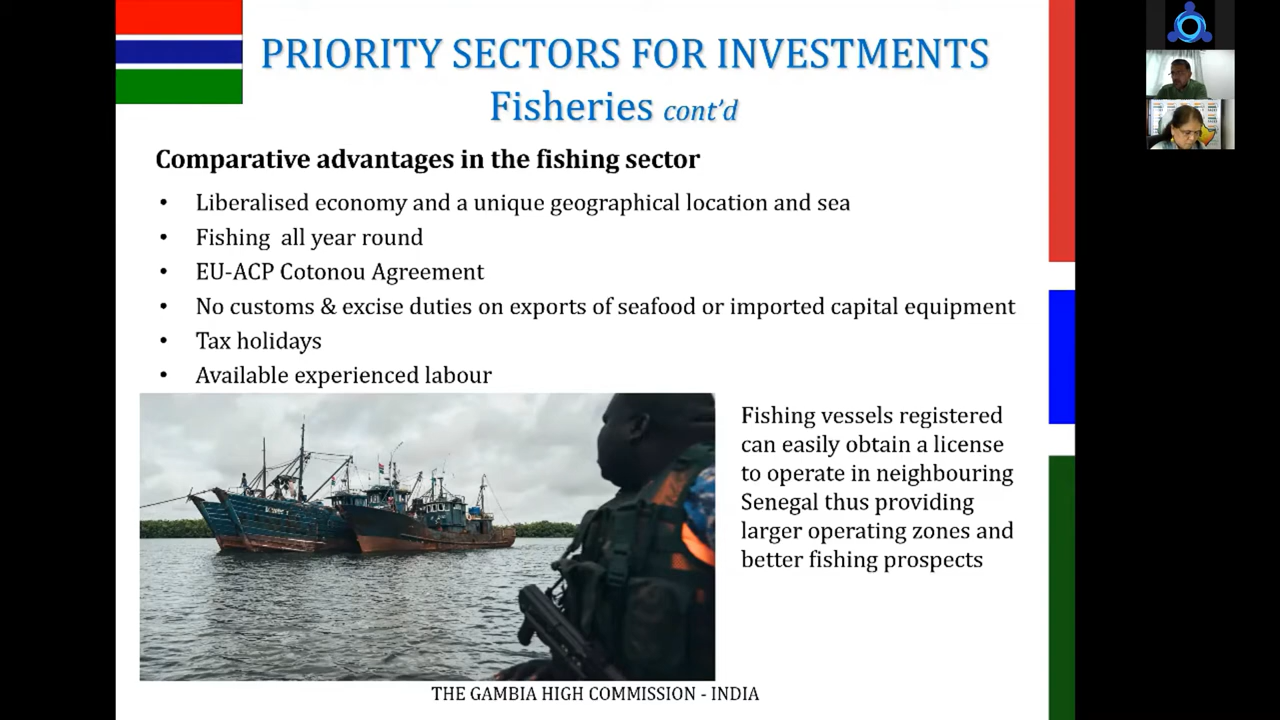 PRIORITY SECTORS FOR INVESTMENTS
Fisheries cont'd
Comparative advantages in the fishing sector
• Liberalised economy and a unique geographical location and sea
• Fishing all year round
• EU-ACP Cotonou Agreement
• No customs & excise duties on exports of seafood or imported capital equipment
• Tax holidays
• Available experienced labour
Fishing vessels registered
can easily obtain a license
to operate in neighbouring
Senegal thus providing
larger operating zones and
better fishing prospects
THE GAMBIA HIGH COMMISSION - INDIA